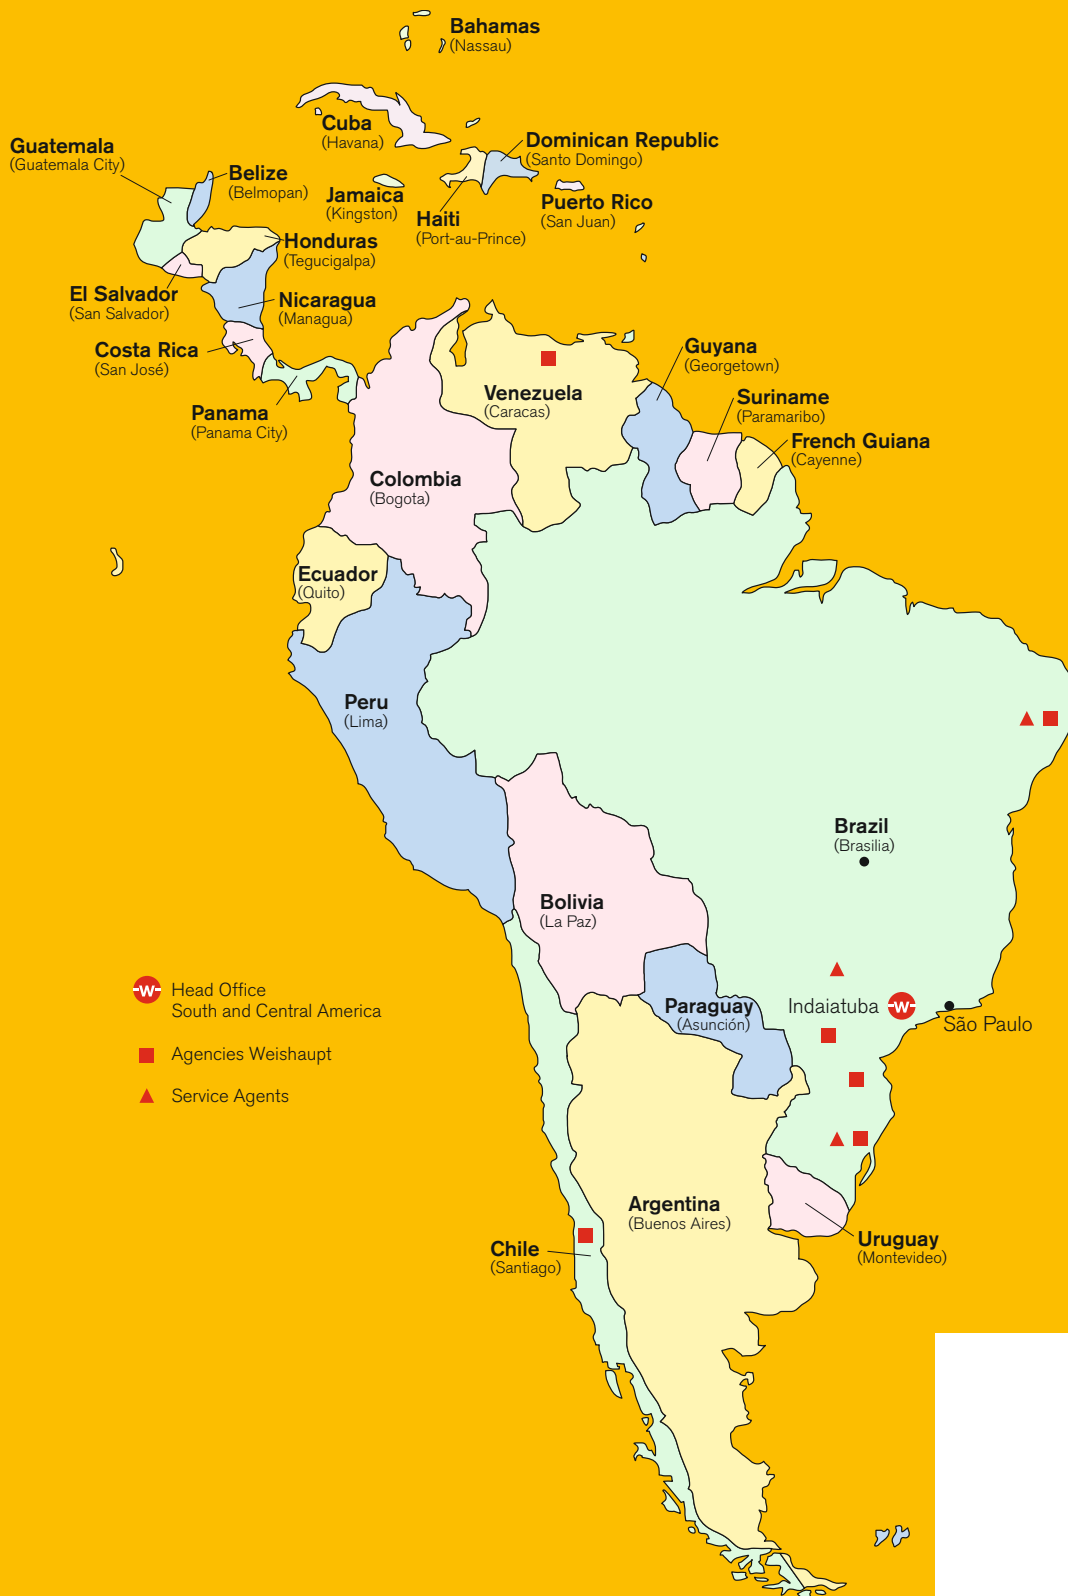 Bahamas
(Nassau)
Cuba
(Havana)
Dominican Republic
(Santo Domingo)
Guatemala
(Guatemala City)
Belize
(Belmopan)
Jamaica
(Kingston)
Haiti
(Port-au-Prince)
Puerto Rico
(San Juan)
Honduras
(Tegucigalpa)
El Salvador
(San Salvador)
Nicaragua
(Managua)
Costa Rica
(San José)
Panama
(Panama City)
Venezuela
(Caracas)
Guyana
(Georgetown)
Suriname
(Paramaribo)
French Guiana
(Cayenne)
Colombia
(Bogota)
Ecuador
(Quito)
Peru
(Lima)
Brazil
(Brasilia)
Bolivia
(La Paz)
Paraguay
(Asunción)
Indaiatuba
-w-
São Paulo
-w-
Head Office
South and Central America
Agencies Weishaupt
Service Agents
Argentina
(Buenos Aires)
Chile
(Santiago)
Uruguay
(Montevideo)